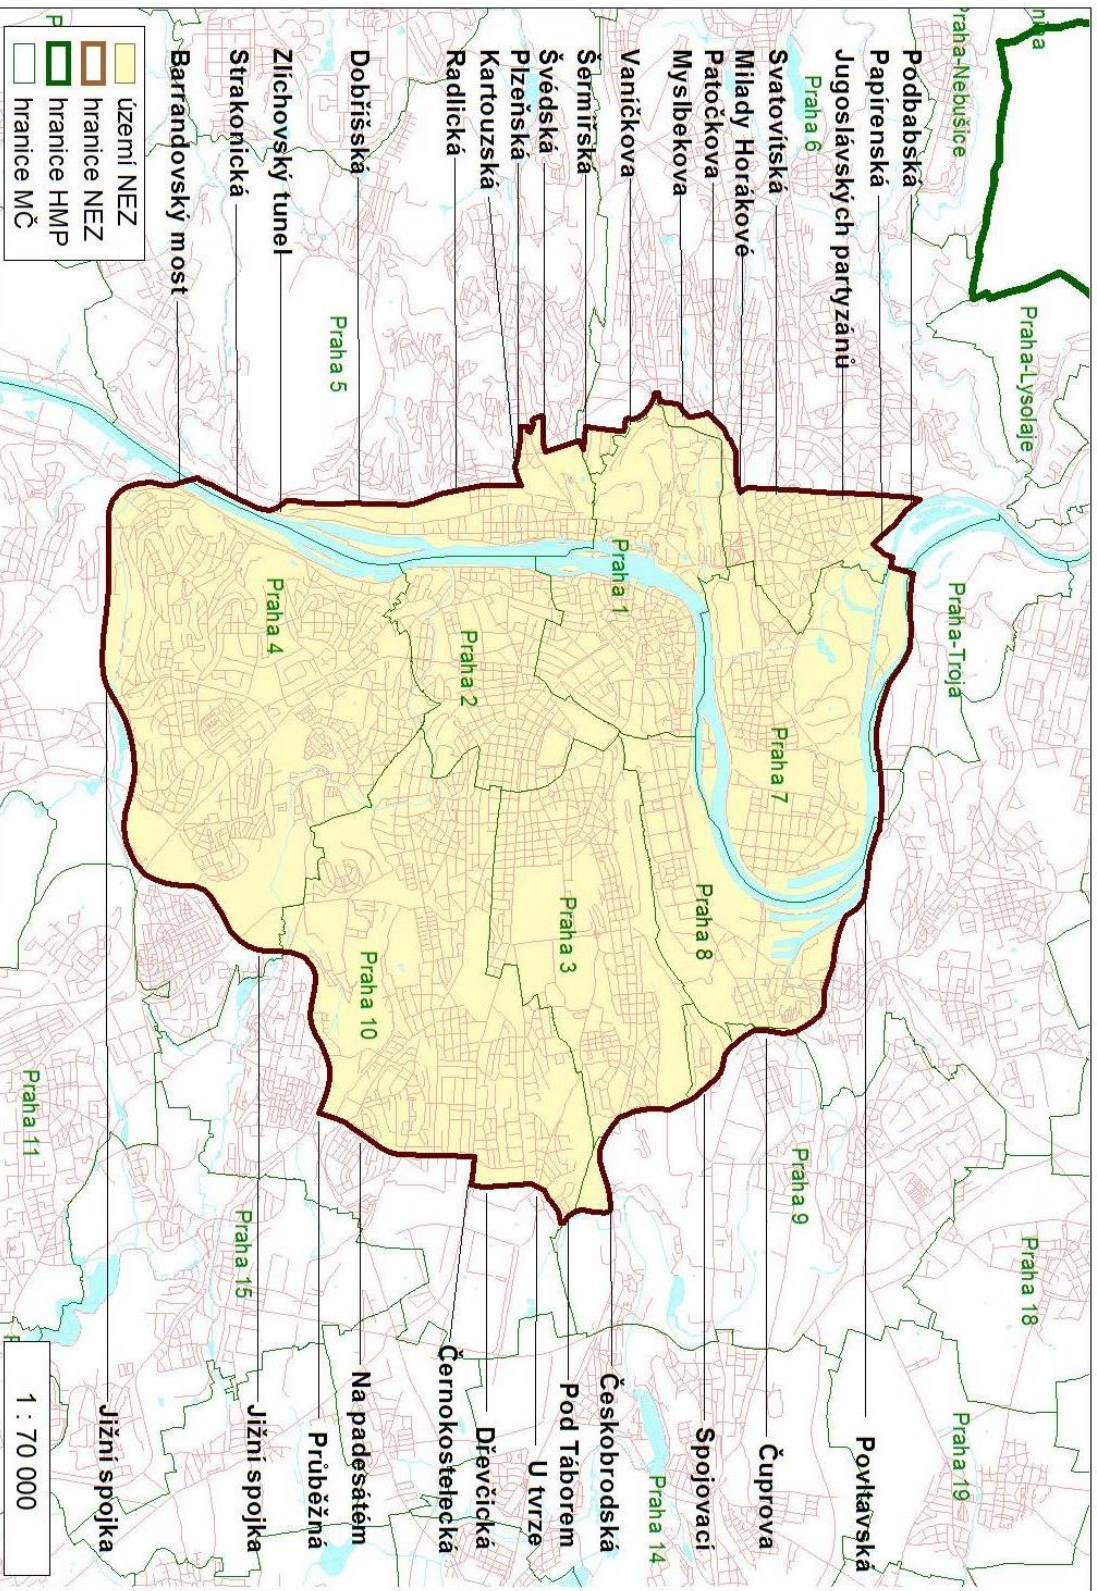 Praha-Nebušice
Praha-Lysolaje
Praha-Troja
Praha 18
Praha 19
Praha 6
Praha 7
Praha 8
Praha 9
Praha 14
Praha 1
Praha 3
Praha 2
Praha 5
Praha 4
Praha 10
Praha 15
Praha 11
Podbabská
Papírenská
Jugoslávských partyzánů
Svatovítská
Milady Horákové
Patočkova
Myslbekova
Vaníčkova
Šermířská
Švédská
Plzeňská
Kartouzská
Radlická
Dobříšská
Zlíchovský tunel
Strakonická
Barrandovský most
Povltavská
Čuprova
Spojovací
Českobrodská
Pod Táborem
U tvrze
Dřevčická
Černokostelecká
Na padesátém
Průběžná
Jižní spojka
Jižní spojka
území NEZ
hranice NEZ
hranice HMP
hranice MČ
1 : 70 000